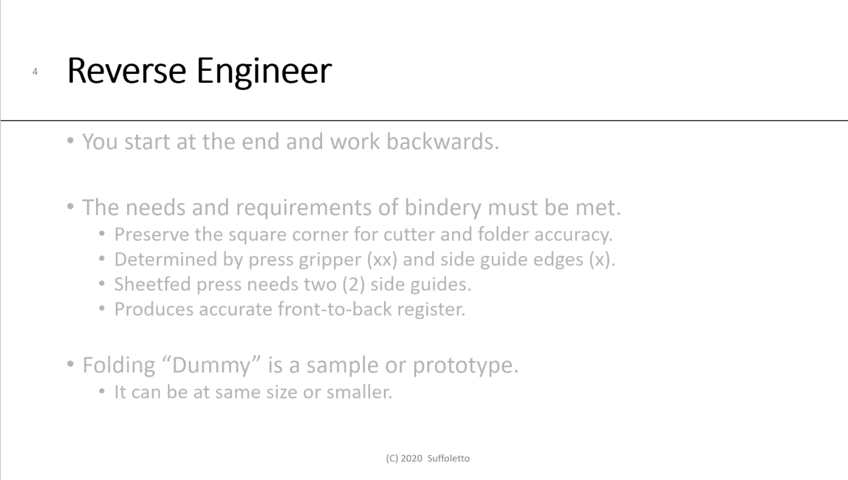 4
Reverse Engineer
• You start at the end and work backwards.
• The needs and requirements of bindery must be met.
• Preserve the square corner for cutter and folder accuracy.
• Determined by press gripper (xx) and side guide edges (x).
• Sheetfed press needs two (2) side guides.
• Produces accurate front-to-back register.
• Folding “Dummy” is a sample or prototype.
• It can be at same size or smaller.
(C) 2020 Suffoletto